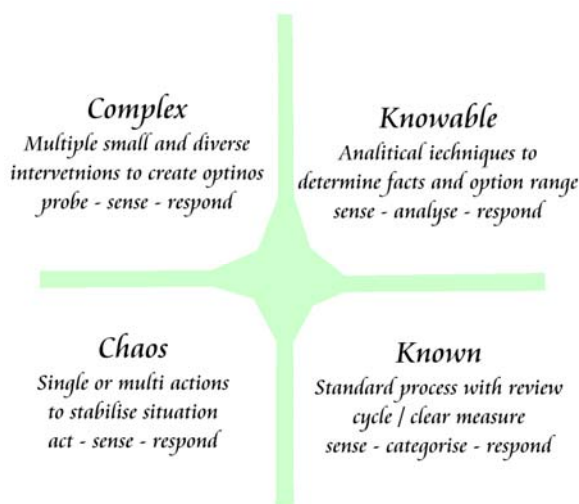 Complex
Multiple small and diverse
intervetnions to create optinos
probe - sense - respond
Knowable
Analitical iechniques to
determine facts and option range
sense - analyse - respond
Chaos
Single or multi actions
to stabilise situation
act - sense - respond
Known
Standard process with review
cycle / clear measure
sense - categorise - respond